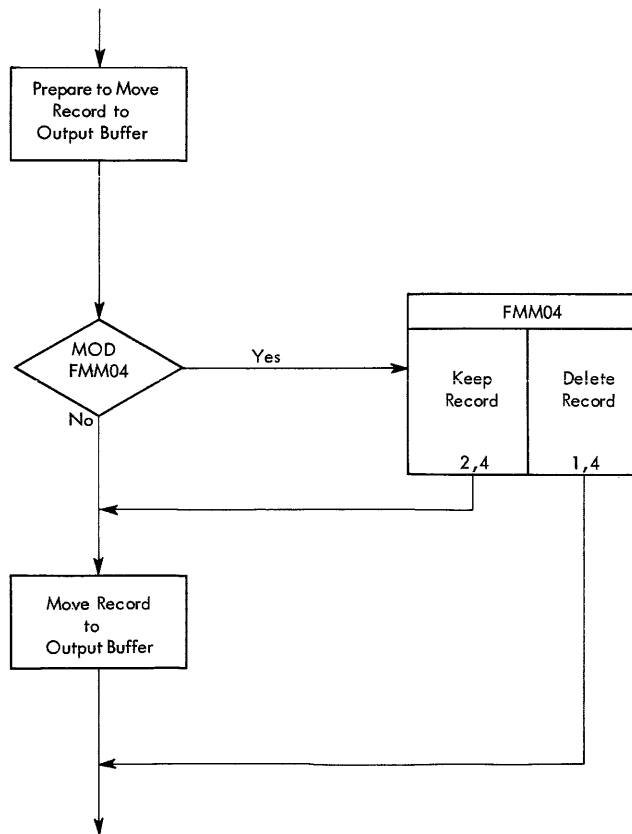 Prepare to Move
Record to
Output Buffer
MOD
FMM04
Yes
No
FMM04
Keep
Record
2,4
Delete
Record
1,4
Move Record
to
Output Buffer